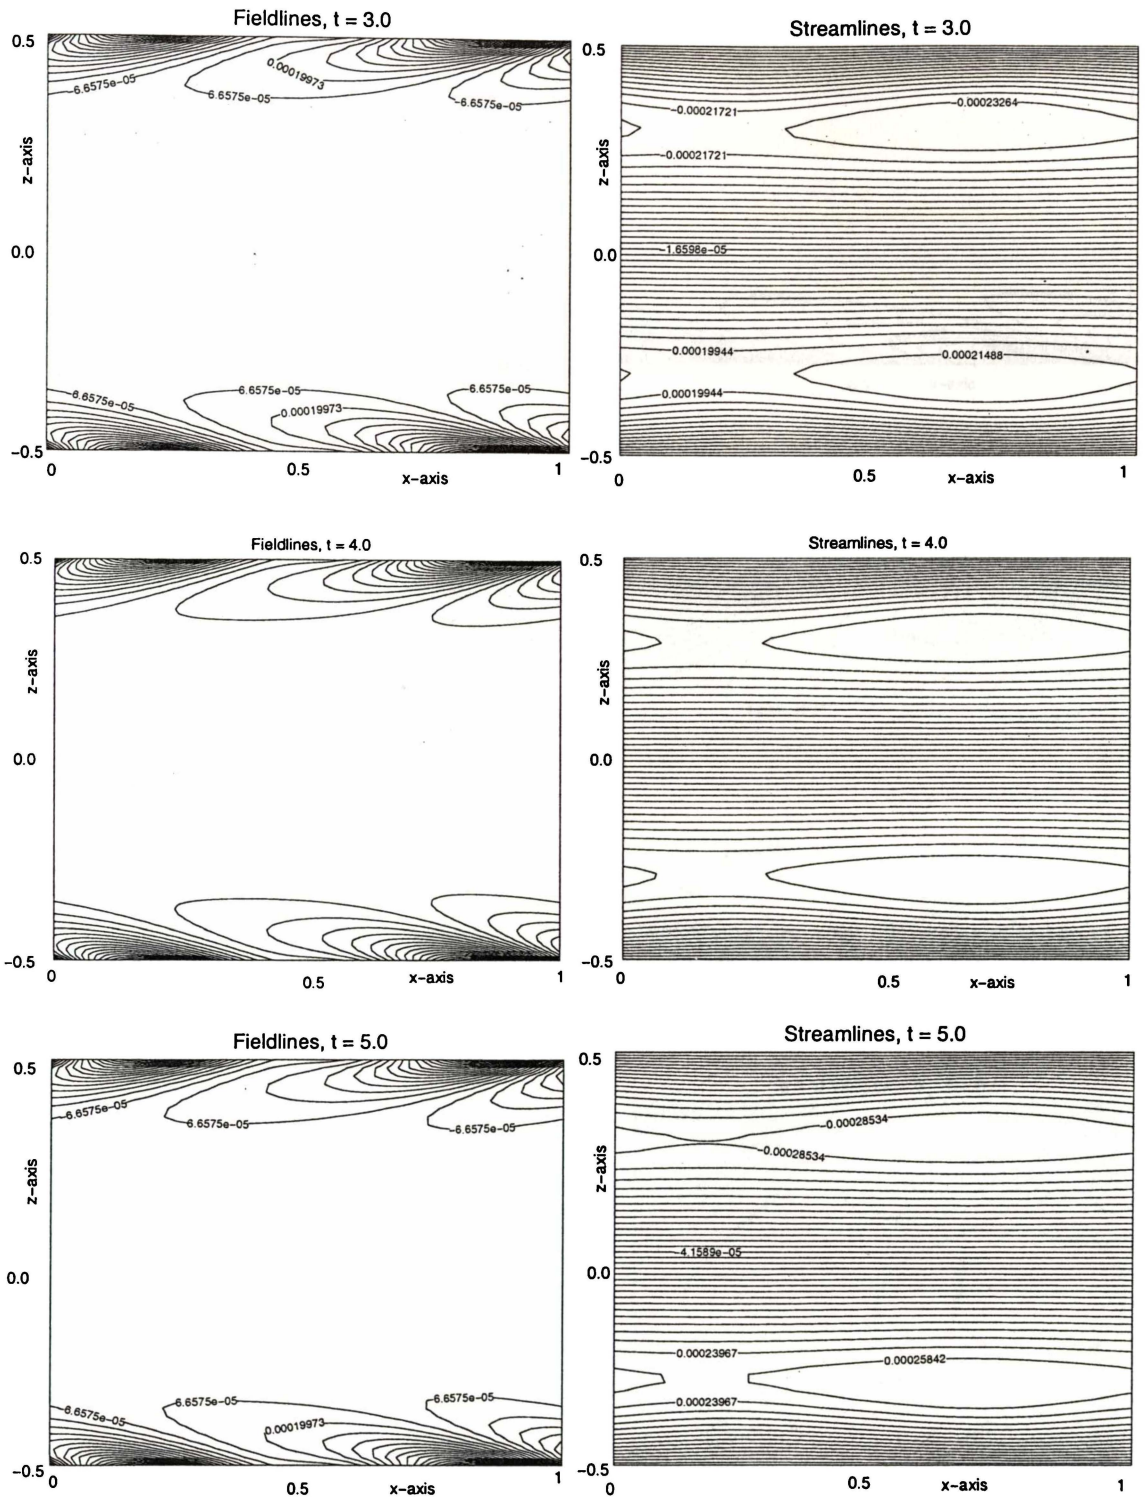 Fieldlines, t = 3.0
0.5
z-axis
0.0
-0.5
0
0.5
1
x-axis
-6.6575e-05
6.6575e-05
0.00019973
-6.6575e-05
6.6575e-05
6.6575e-05
0.00019973
6.6575e-05
Streamlines, t = 3.0
0.5
z-axis
0.0
-0.5
0
0.5
1
x-axis
-0.00021721
-0.00023264
-0.00021721
-1.6598e-05
0.00019944
0.00021488
0.00019944
Fieldlines, t = 4.0
0.5
z-axis
0.0
-0.5
0
0.5
1
x-axis
Streamlines, t = 4.0
0.5
z-axis
0.0
-0.5
0
0.5
1
x-axis
Fieldlines, t = 5.0
0.5
z-axis
0.0
-0.5
0
0.5
1
x-axis
-6.6575e-05
6.6575e-05
-6.6575e-05
6.6575e-05
6.6575e-05
0.00019973
6.6575e-05
Streamlines, t = 5.0
0.5
z-axis
0.0
-0.5
0
0.5
1
x-axis
-0.00028534
-0.00028534
-4.1589e-05
0.00023967
0.00025842
0.00023967